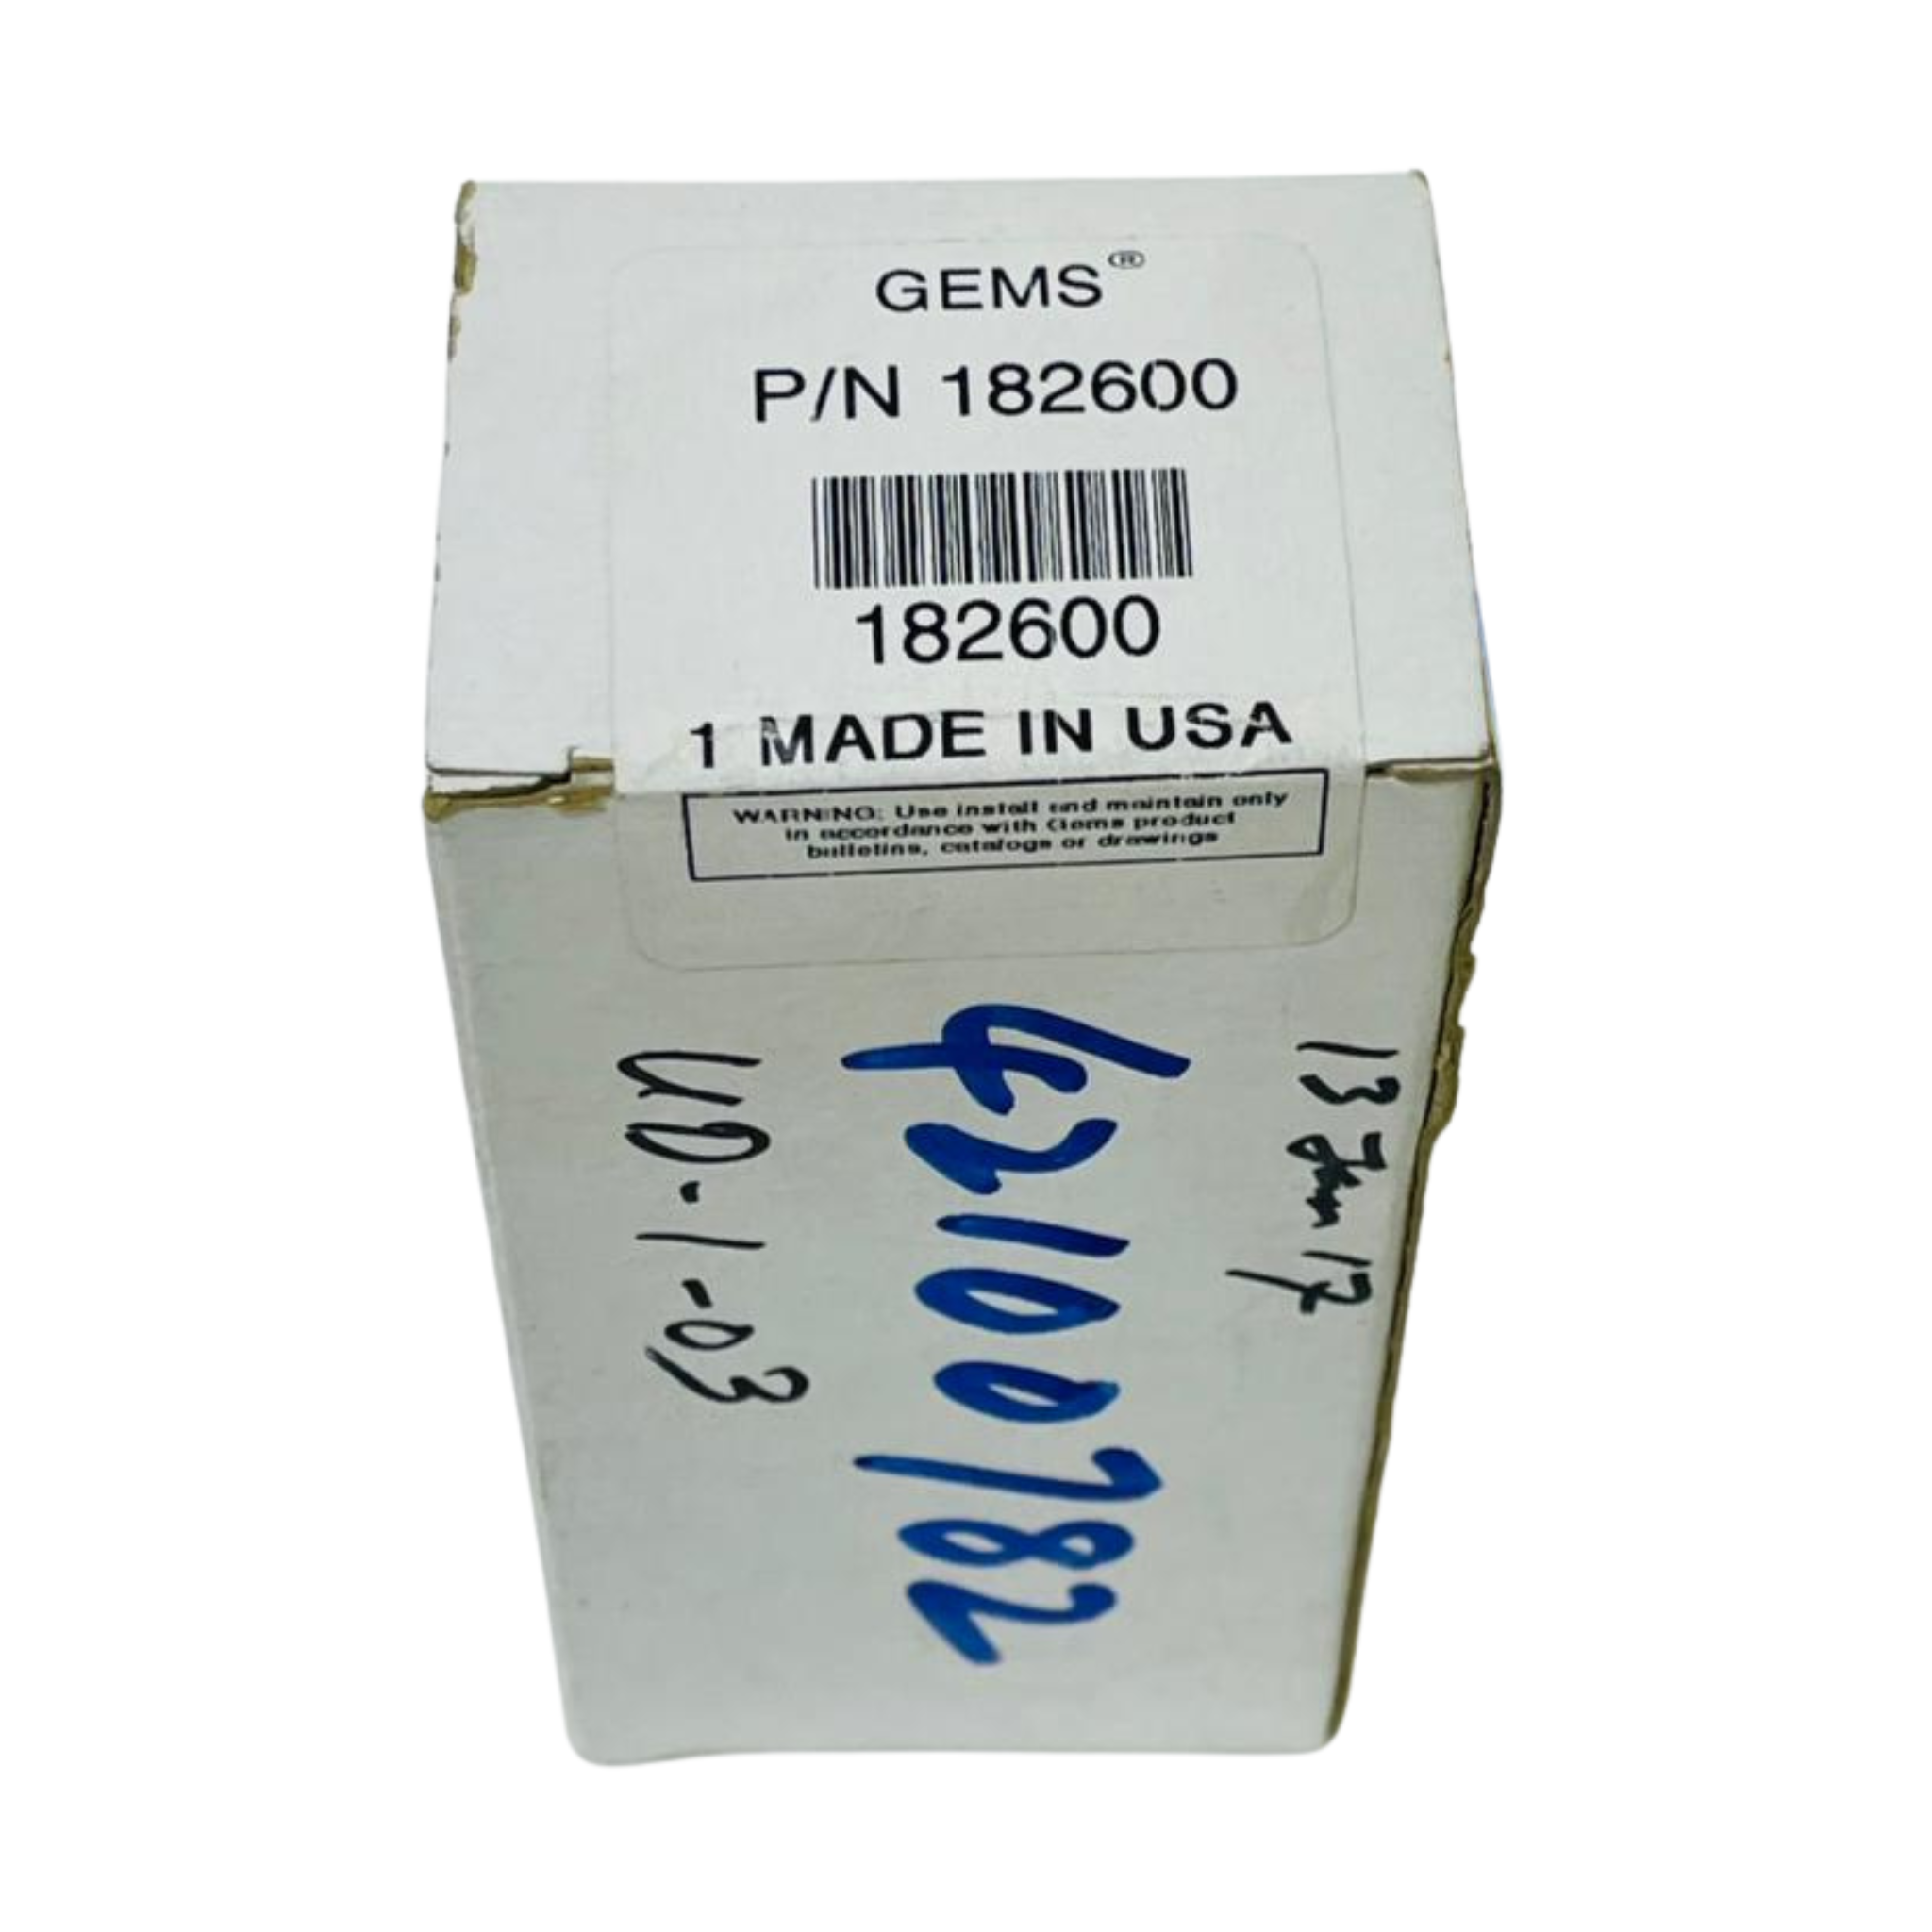 GEMS®
P/N 182600
182600
1 MADE IN USA
WARNING: Use install and maintain only
in accordance with Gems product
bulletins, catalogs or drawings
13 Jan 17
UD-1-03